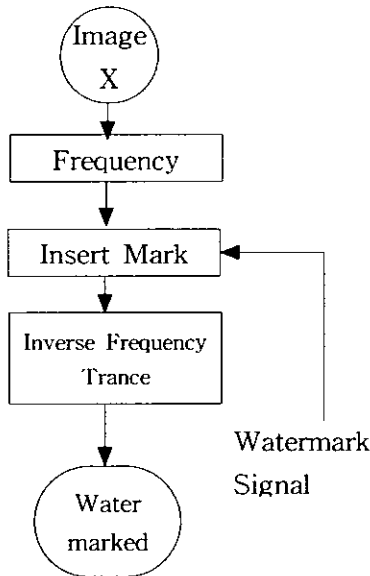 Image
X
Frequency
Insert Mark
Inverse Frequency
Trance
Watermark
Signal
Water
marked